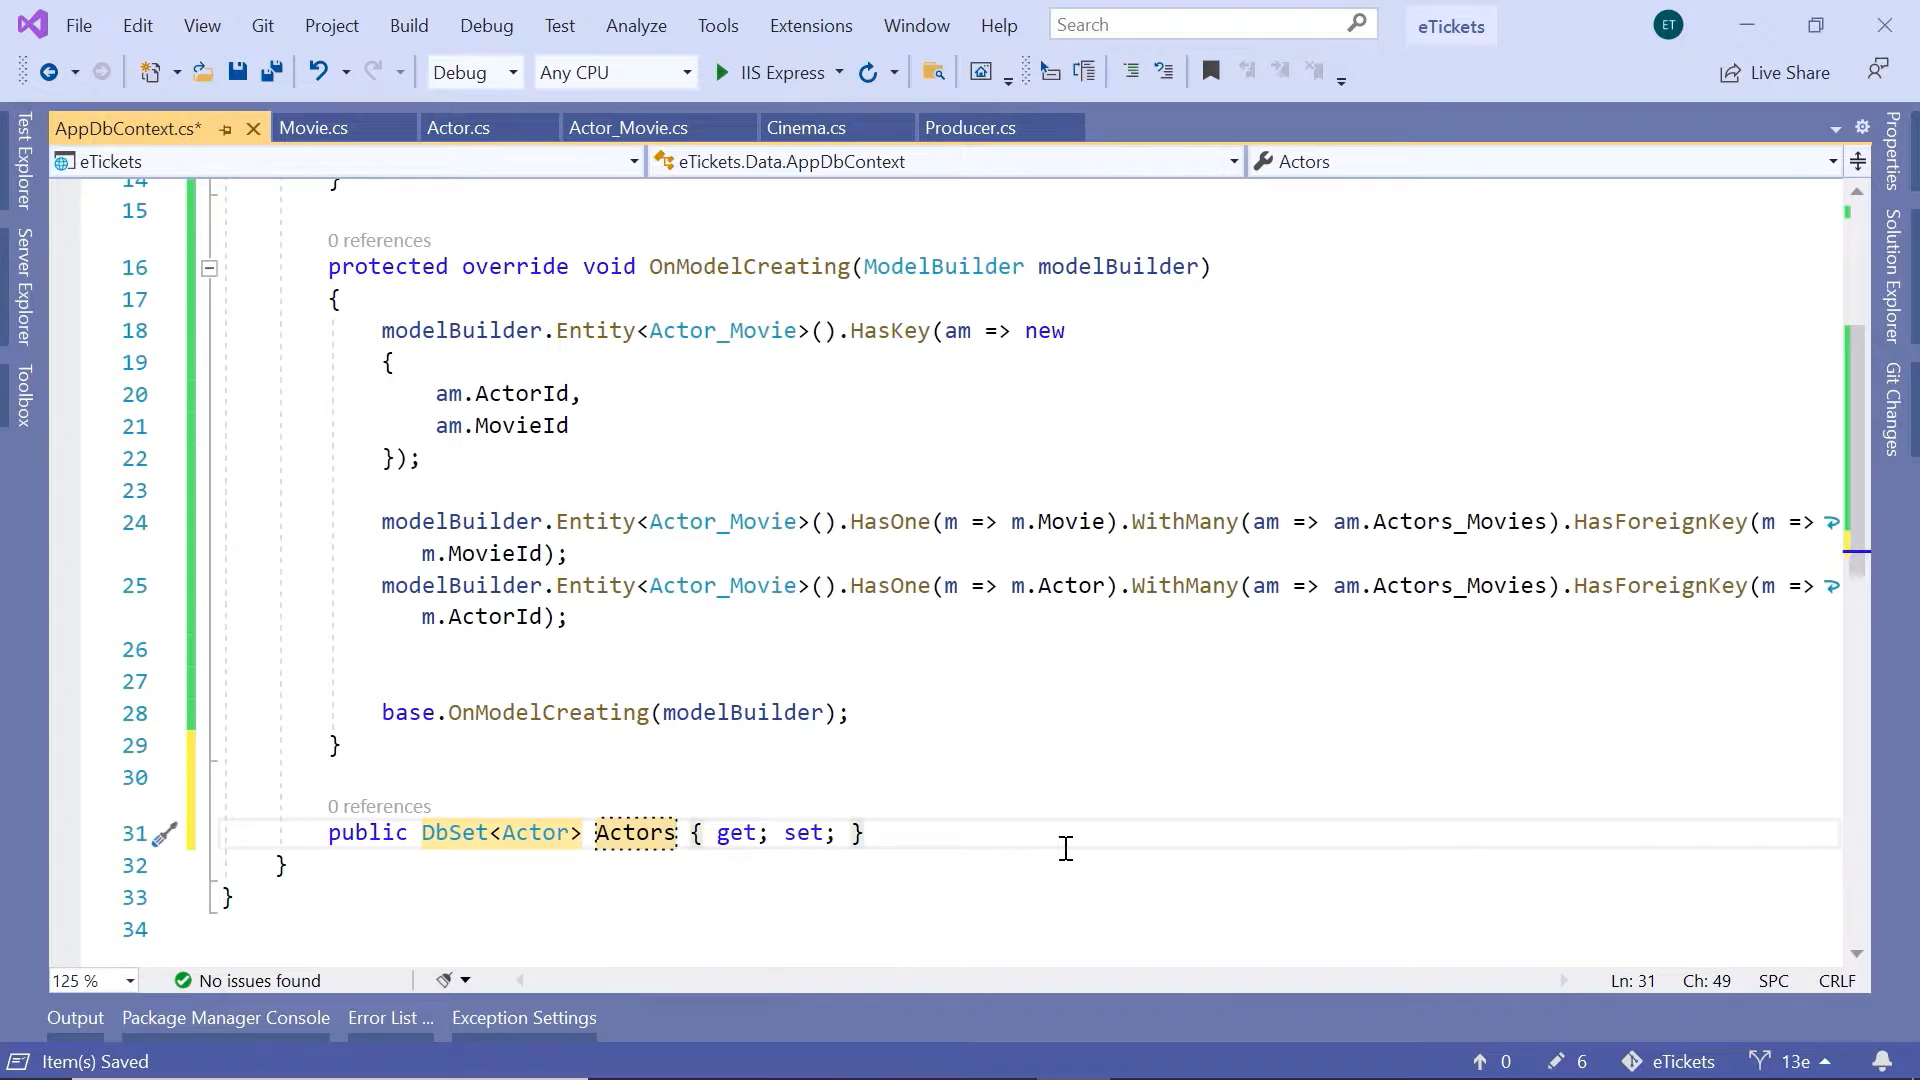 File Edit View Git Project Build Debug Test Analyze Tools Extensions Window Help Search eTickets ET
Debug Any CPU IIS Express Live Share
AppDbContext.cs* Movie.cs Actor.cs Actor_Movie.cs Cinema.cs Producer.cs
eTickets eTickets.Data.AppDbContext Actors
Test Explorer
Server Explorer
Toolbox
Properties
Solution Explorer
Git Changes
14 }
15
0 references
16 protected override void OnModelCreating(ModelBuilder modelBuilder)
17 {
18 modelBuilder.Entity<Actor_Movie>().HasKey(am => new
19 {
20 am.ActorId,
21 am.MovieId
22 });
23
24 modelBuilder.Entity<Actor_Movie>().HasOne(m => m.Movie).WithMany(am => am.Actors_Movies).HasForeignKey(m =>
m.MovieId);
25 modelBuilder.Entity<Actor_Movie>().HasOne(m => m.Actor).WithMany(am => am.Actors_Movies).HasForeignKey(m =>
m.ActorId);
26
27
28 base.OnModelCreating(modelBuilder);
29 }
30
0 references
31 public DbSet<Actor> Actors { get; set; }
32 }
33 }
34
125 % No issues found Ln: 31 Ch: 49 SPC CRLF
Output Package Manager Console Error List ... Exception Settings
Item(s) Saved 0 6 eTickets 13e